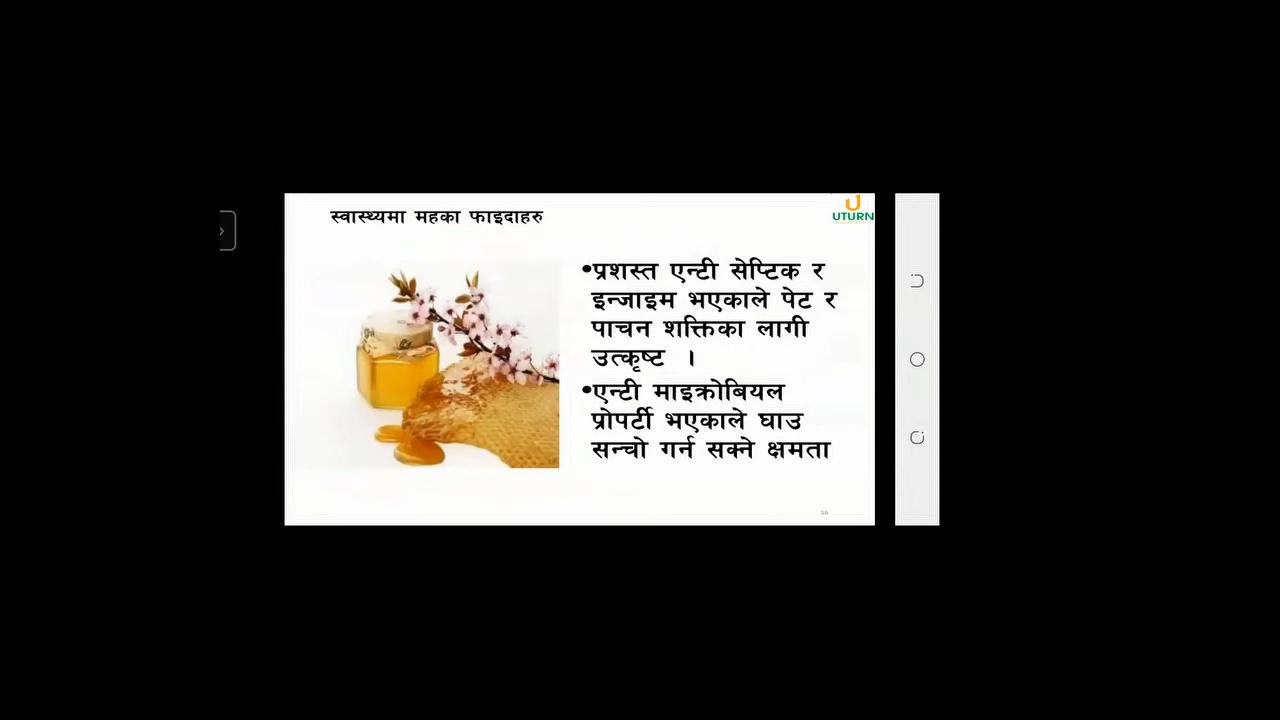 स्वास्थ्यमा महका फाइदाहरु
UTURN
•प्रशस्त एन्टी सेप्टिक र
इन्जाइम भएकाले पेट र
पाचन शक्तिका लागी
उत्कृष्ट ।
•एन्टी माइक्रोबियल
प्रोपर्टी भएकाले घाउ
सन्चो गर्न सक्ने क्षमता